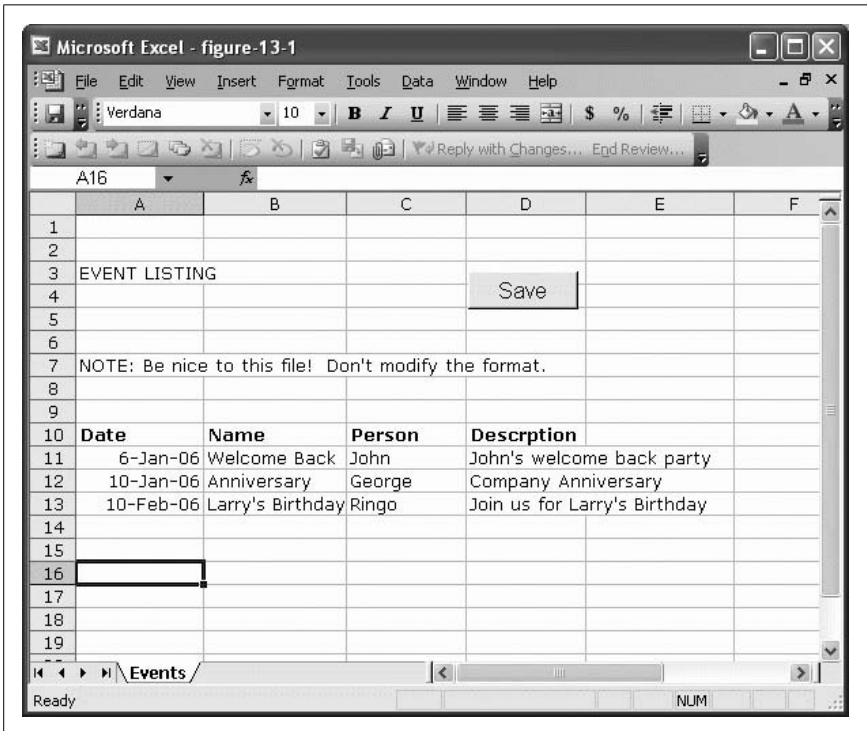 Microsoft Excel - figure-13-1
File Edit View Insert Format Tools Data Window Help
Verdana 10 B I U $ % A
Reply with Changes... End Review...
A16 fx
A B C D E F
1
2
3 EVENT LISTING
4 Save
5
6
7 NOTE: Be nice to this file! Don't modify the format.
8
9
10 Date Name Person Descrption
11 6-Jan-06 Welcome Back John John's welcome back party
12 10-Jan-06 Anniversary George Company Anniversary
13 10-Feb-06 Larry's Birthday Ringo Join us for Larry's Birthday
14
15
16
17
18
19
Events
Ready NUM